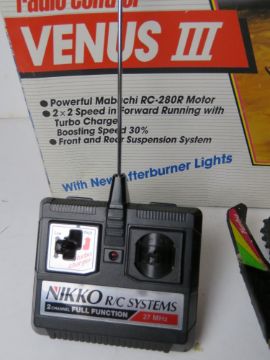 radio control
VENUS III
• Powerful Mabuchi RC-280R Motor
• 2×2 Speed in Forward Running with
Turbo Charger
Boosting Speed 30%
• Front and Rear Suspension System
With New Afterburner Lights
NIKKO R/C SYSTEMS
2 CHANNEL FULL FUNCTION 27 MHz